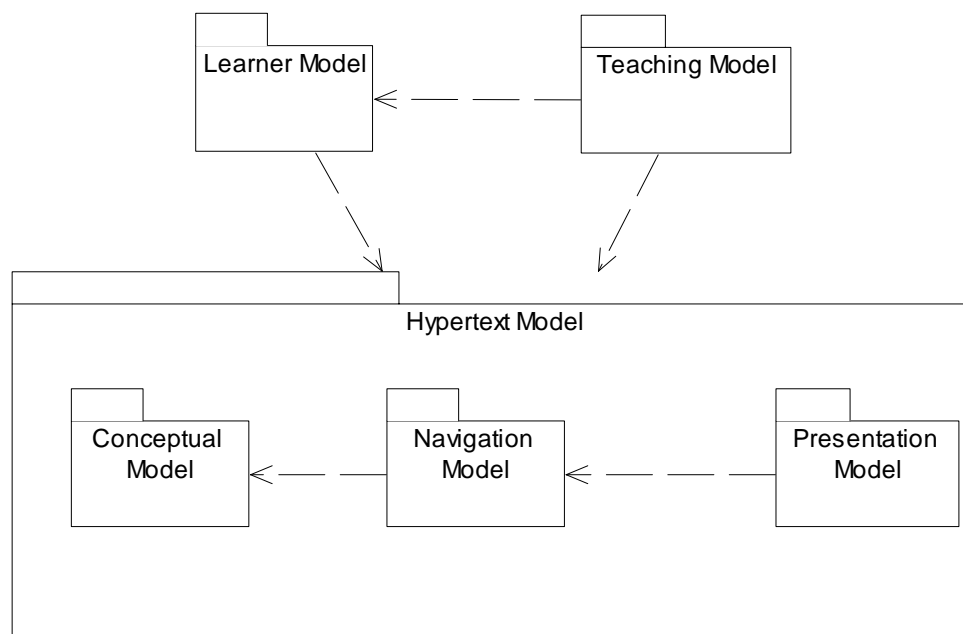 Learner Model
Teaching Model
Hypertext Model
Conceptual
Model
Navigation
Model
Presentation
Model